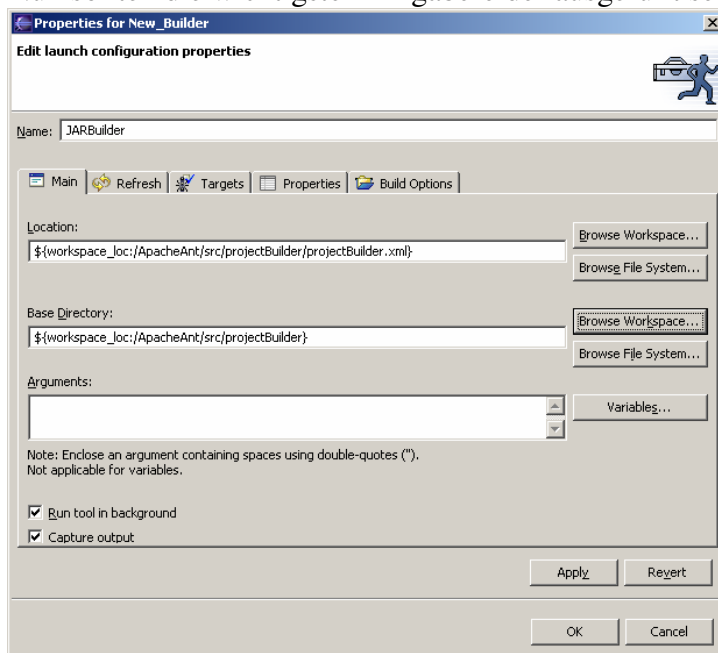 Properties for New_Builder
Edit launch configuration properties
Name: JARBuilder
Main Refresh Targets Properties Build Options
Location:
${workspace_loc:/ApacheAnt/src/projectBuilder/projectBuilder.xml}
Browse Workspace...
Browse File System...
Base Directory:
${workspace_loc:/ApacheAnt/src/projectBuilder}
Browse Workspace...
Browse File System...
Arguments:
Variables...
Note: Enclose an argument containing spaces using double-quotes (").
Not applicable for variables.
Run tool in background
Capture output
Apply Revert
OK Cancel